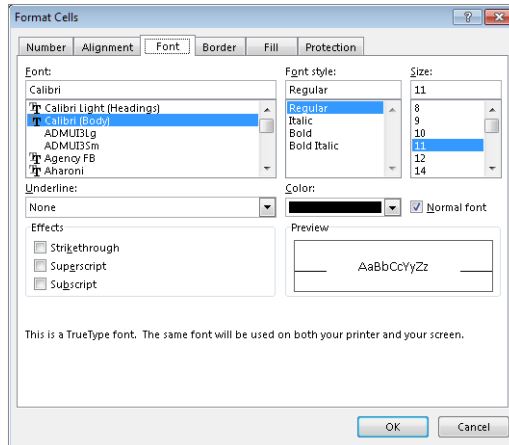 Format Cells
Number Alignment Font Border Fill Protection
Font: Font style: Size:
Calibri Regular 11
Calibri Light (Headings) Regular 8
Calibri (Body) Italic 9
ADMUI3Lg Bold 10
ADMUI3Sm Bold Italic 11
Agency FB 12
Aharoni 14
Underline: Color:
None Normal font
Effects Preview
Strikethrough
Superscript AaBbCcYyZz
Subscript
This is a TrueType font. The same font will be used on both your printer and your screen.
OK Cancel